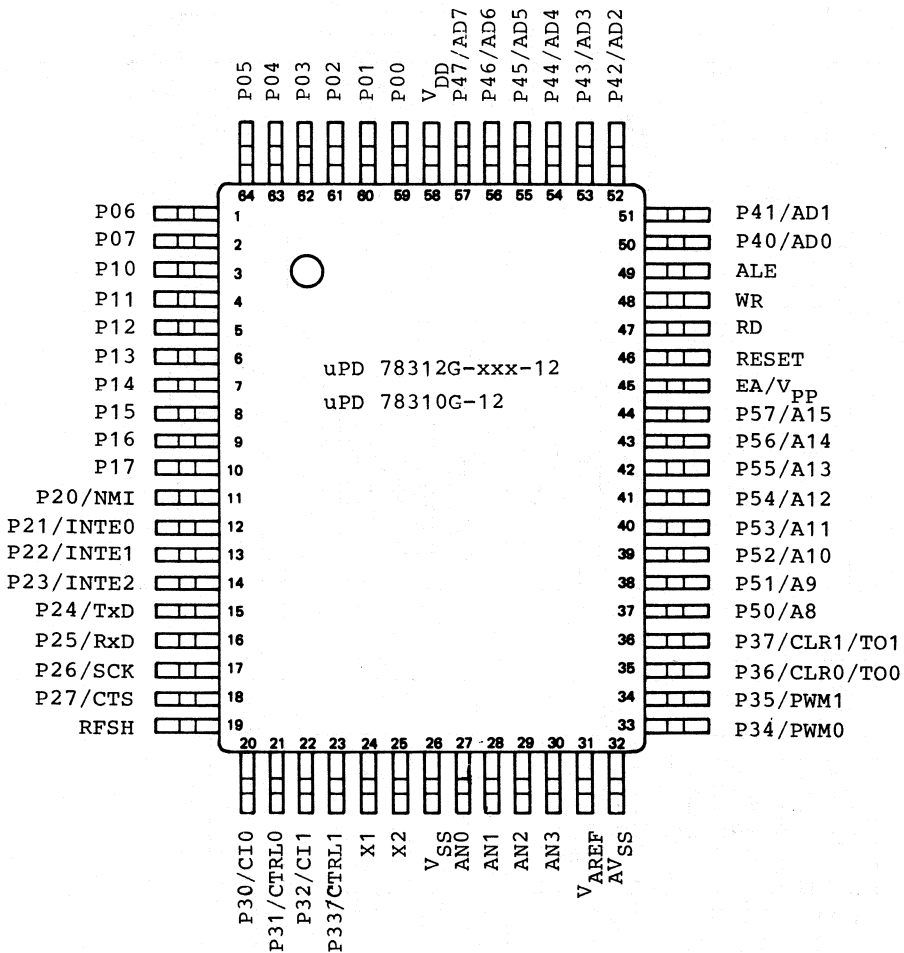 P05
P04
P03
P02
P01
P00
VDD
P47/AD7
P46/AD6
P45/AD5
P44/AD4
P43/AD3
P42/AD2
64 63 62 61 60 59 58 57 56 55 54 53 52
P06 1
P07 2
P10 3
P11 4
P12 5
P13 6
P14 7
P15 8
P16 9
P17 10
P20/NMI 11
P21/INTE0 12
P22/INTE1 13
P23/INTE2 14
P24/TxD 15
P25/RxD 16
P26/SCK 17
P27/CTS 18
RFSH 19
uPD 78312G-xxx-12
uPD 78310G-12
51 P41/AD1
50 P40/AD0
49 ALE
48 WR
47 RD
46 RESET
45 EA/VPP
44 P57/A15
43 P56/A14
42 P55/A13
41 P54/A12
40 P53/A11
39 P52/A10
38 P51/A9
37 P50/A8
36 P37/CLR1/TO1
35 P36/CLR0/TO0
34 P35/PWM1
33 P34/PWM0
20 21 22 23 24 25 26 27 28 29 30 31 32
P30/CI0
P31/CTRL0
P32/CI1
P33/CTRL1
X1
X2
VSS
AN0
AN1
AN2
AN3
VAREF
AVSS